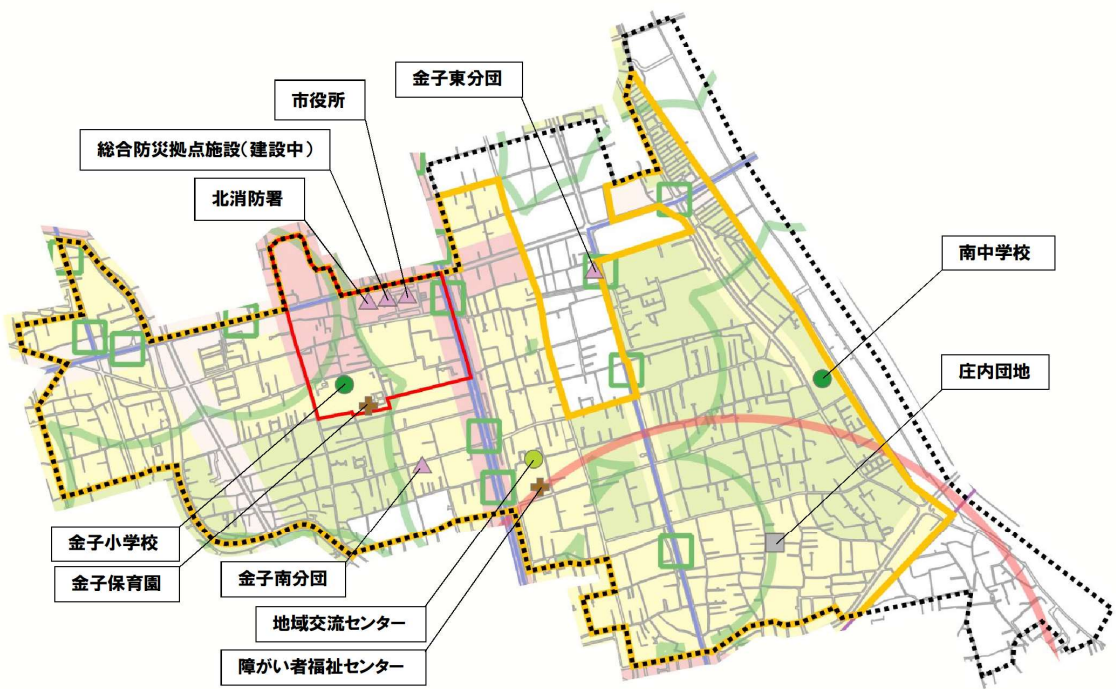 金子東分団
市役所
総合防災拠点施設(建設中)
北消防署
南中学校
庄内団地
金子小学校
金子保育園
金子南分団
地域交流センター
障がい者福祉センター